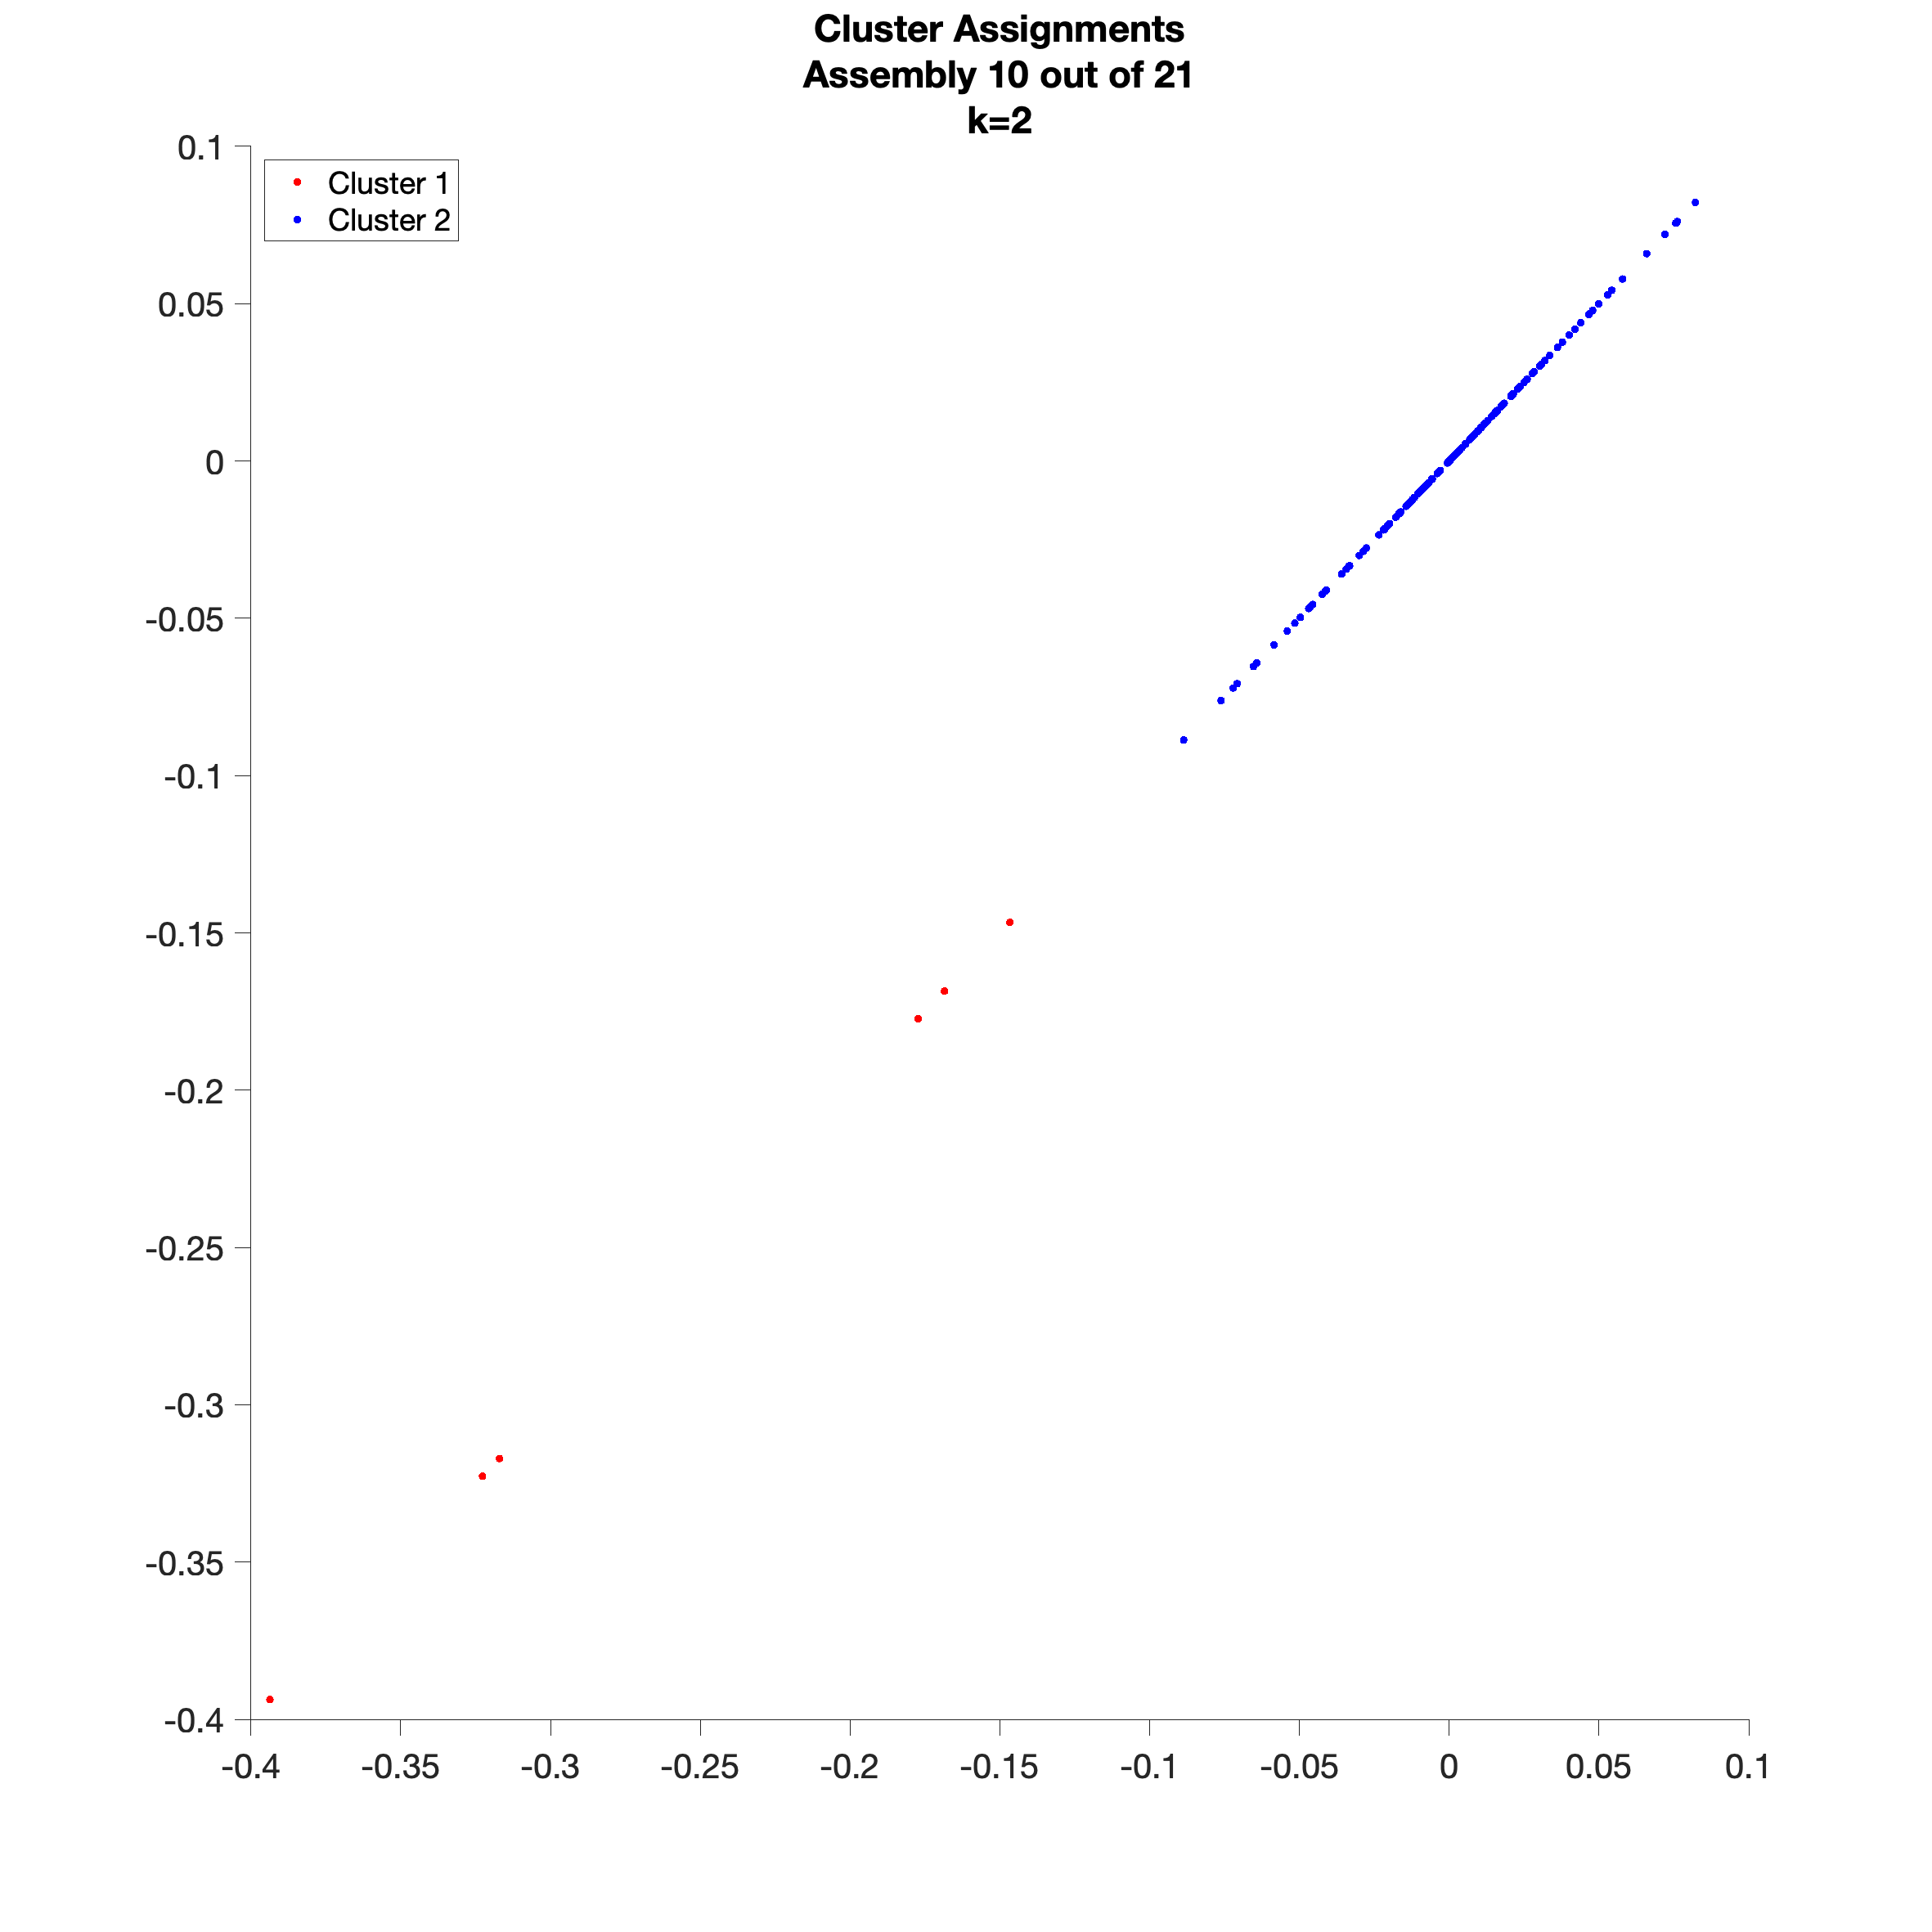 Cluster Assignments
Assembly 10 out of 21
k=2
Cluster 1
Cluster 2
0.1
0.05
0
-0.05
-0.1
-0.15
-0.2
-0.25
-0.3
-0.35
-0.4
-0.4 -0.35 -0.3 -0.25 -0.2 -0.15 -0.1 -0.05 0 0.05 0.1